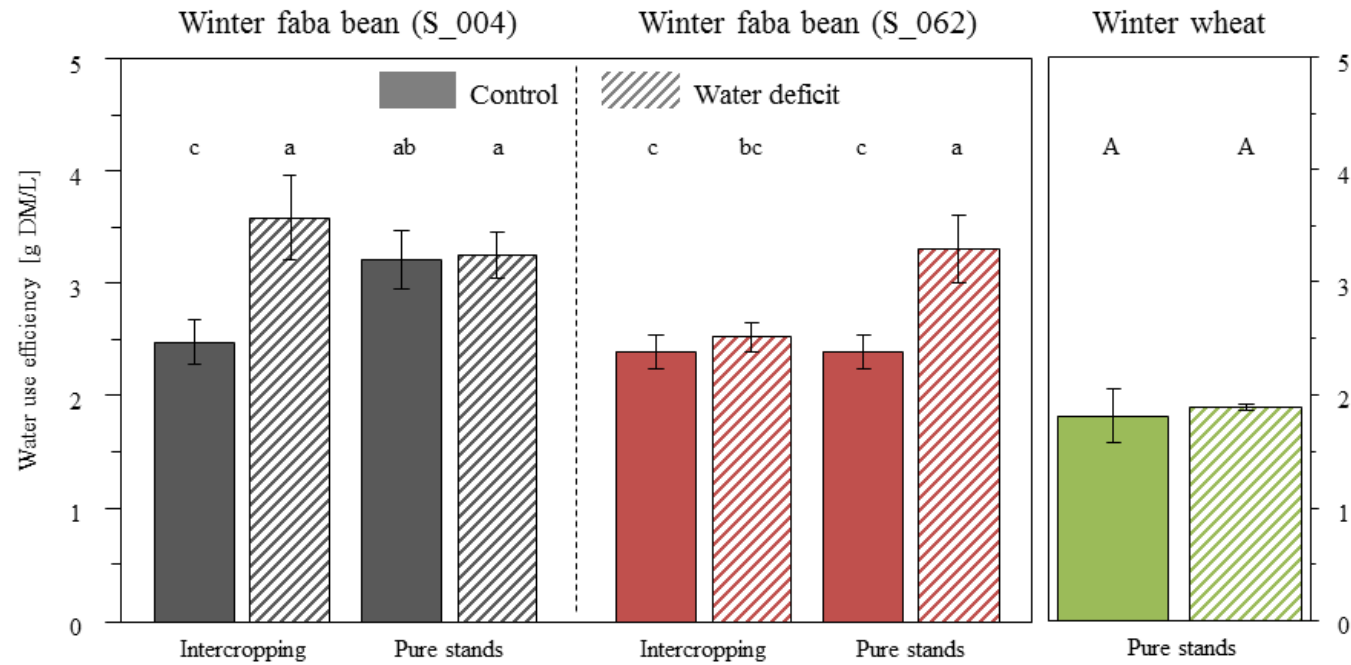 Winter faba bean (S_004) Winter faba bean (S_062) Winter wheat
Control Water deficit
c a ab a c bc c a A A
Water use efficiency [g DM/L]
5 5
4 4
3 3
2 2
1 1
0 0
Intercropping Pure stands Intercropping Pure stands Pure stands